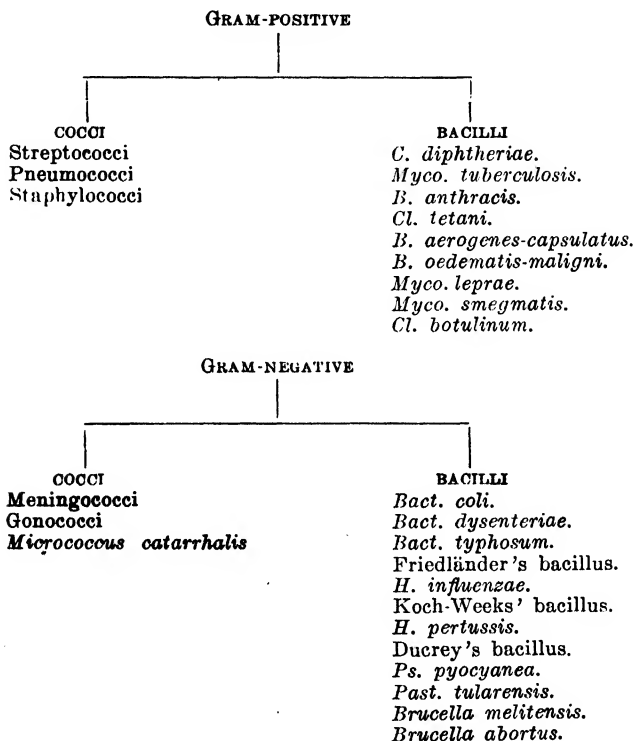 GRAM-POSITIVE
COCCI
Streptococci
Pneumococci
Staphylococci
BACILLI
C. diphtheriae.
Myco. tuberculosis.
B. anthracis.
Cl. tetani.
B. aerogenes-capsulatus.
B. oedematis-maligni.
Myco. leprae.
Myco. smegmatis.
Cl. botulinum.
GRAM-NEGATIVE
COCCI
Meningococci
Gonococci
Micrococcus catarrhalis
BACILLI
Bact. coli.
Bact. dysenteriae.
Bact. typhosum.
Friedländer's bacillus.
H. influenzae.
Koch-Weeks' bacillus.
H. pertussis.
Ducrey's bacillus.
Ps. pyocyanea.
Past. tularensis.
Brucella melitensis.
Brucella abortus.